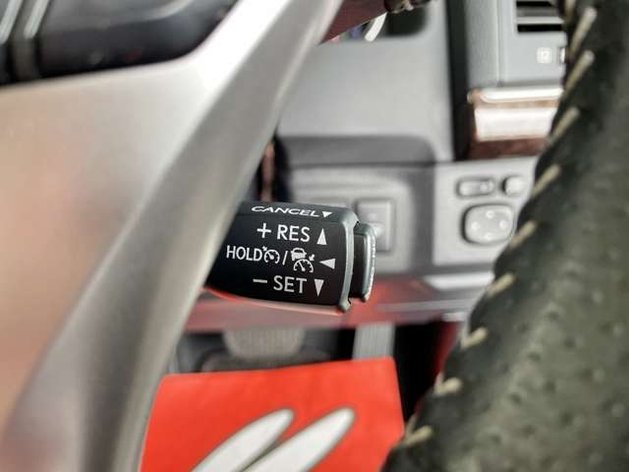 CANCEL▼
+ RES ▲
HOLD / ◄
− SET ▼